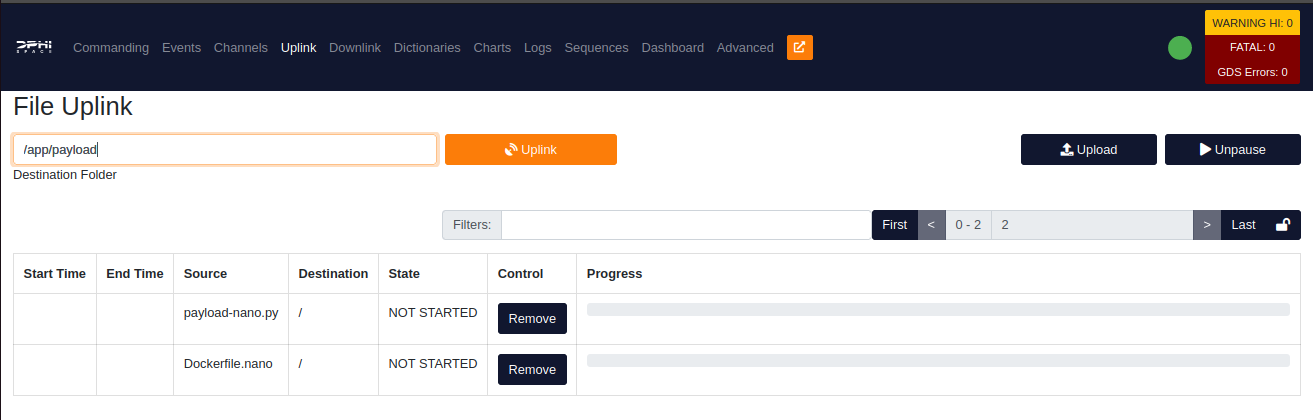 DPHI
SPACE
Commanding Events Channels Uplink Downlink Dictionaries Charts Logs Sequences Dashboard Advanced
WARNING HI: 0
FATAL: 0
GDS Errors: 0
File Uplink
/app/payload
Uplink
Upload
Unpause
Destination Folder
Filters: First < 0 - 2 2 > Last
Start Time End Time Source Destination State Control Progress
payload-nano.py / NOT STARTED Remove
Dockerfile.nano / NOT STARTED Remove